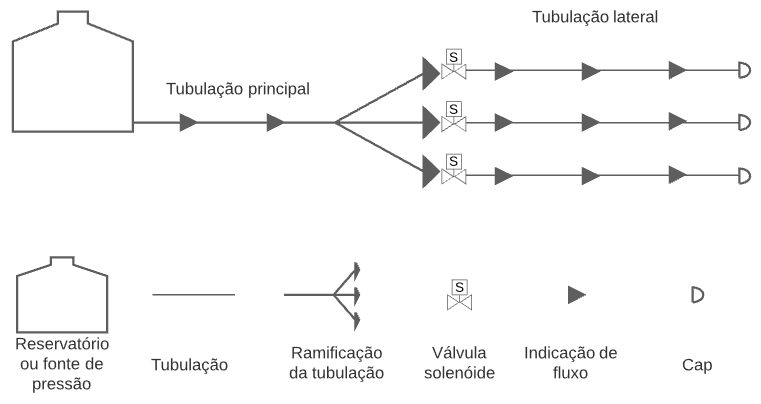 Tubulação lateral
S
Tubulação principal
S
S
S
Reservatório
ou fonte de
pressão
Tubulação
Ramificação
da tubulação
Válvula
solenóide
Indicação de
fluxo
Cap